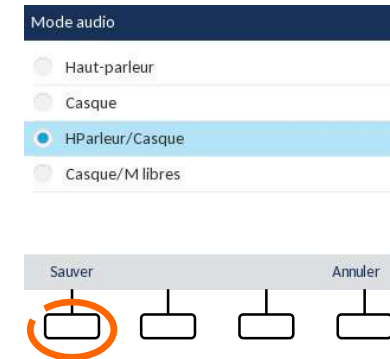 Mode audio
Haut-parleur
Casque
HParleur/Casque
Casque/M libres
Sauver Annuler